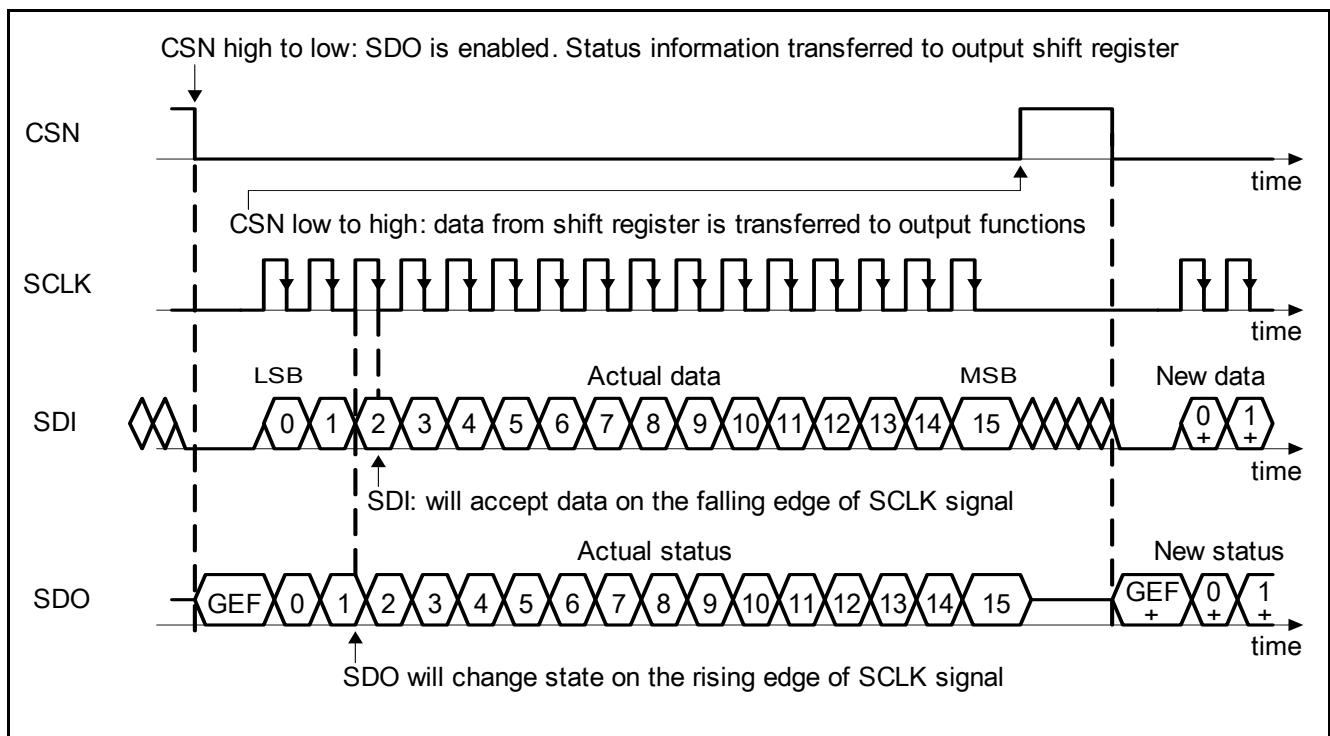 CSN high to low: SDO is enabled. Status information transferred to output shift register
CSN
time
CSN low to high: data from shift register is transferred to output functions
SCLK
time
LSB Actual data MSB New data
SDI 0 1 2 3 4 5 6 7 8 9 10 11 12 13 14 15 0+ 1+
time
SDI: will accept data on the falling edge of SCLK signal
Actual status New status
SDO GEF 0 1 2 3 4 5 6 7 8 9 10 11 12 13 14 15 GEF+ 0+ 1+
time
SDO will change state on the rising edge of SCLK signal